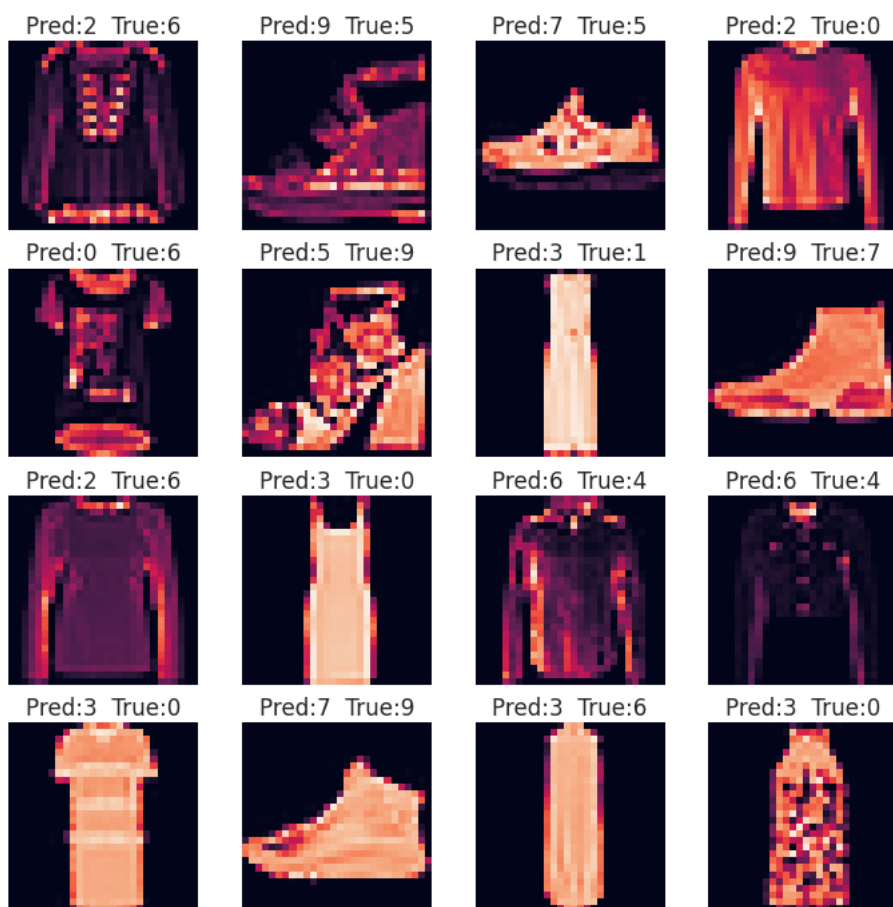 Pred:2 True:6
Pred:9 True:5
Pred:7 True:5
Pred:2 True:0
Pred:0 True:6
Pred:5 True:9
Pred:3 True:1
Pred:9 True:7
Pred:2 True:6
Pred:3 True:0
Pred:6 True:4
Pred:6 True:4
Pred:3 True:0
Pred:7 True:9
Pred:3 True:6
Pred:3 True:0